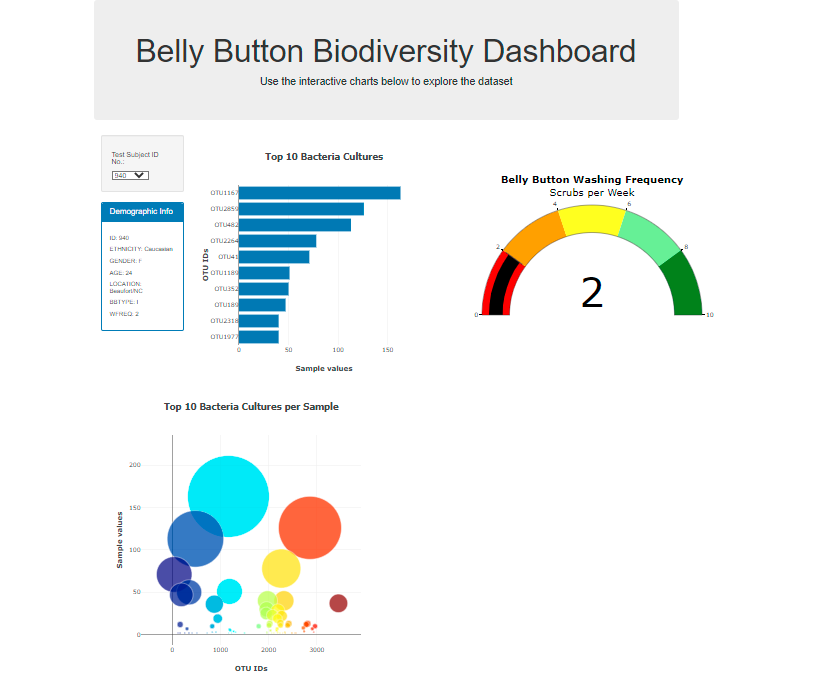 Belly Button Biodiversity Dashboard
Use the interactive charts below to explore the dataset
Test Subject ID
No.:
940
Demographic Info
ID: 940
ETHNICITY: Caucasian
GENDER: F
AGE: 24
LOCATION:
Beaufort/NC
BBTYPE: I
WFREQ: 2
Top 10 Bacteria Cultures
OTU IDs
OTU1167
OTU2859
OTU482
OTU2264
OTU41
OTU1189
OTU352
OTU189
OTU2318
OTU1977
0 50 100 150
Sample values
Belly Button Washing Frequency
Scrubs per Week
0
2
4
6
8
10
2
Top 10 Bacteria Cultures per Sample
Sample values
200
150
100
50
0
0 1000 2000 3000
OTU IDs